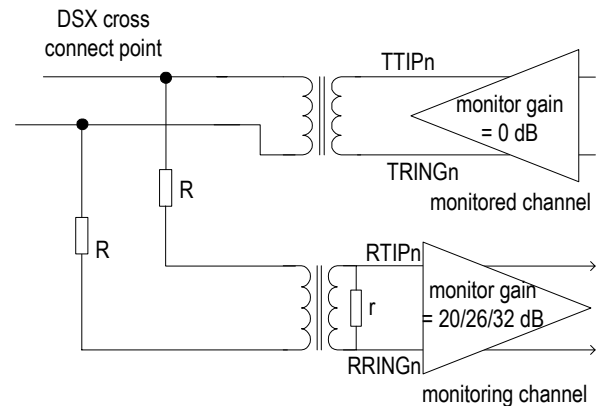 DSX cross
connect point
TTIPn
monitor gain
= 0 dB
TRINGn
monitored channel
R
R
RTIPn
monitor gain
= 20/26/32 dB
r
RRINGn
monitoring channel